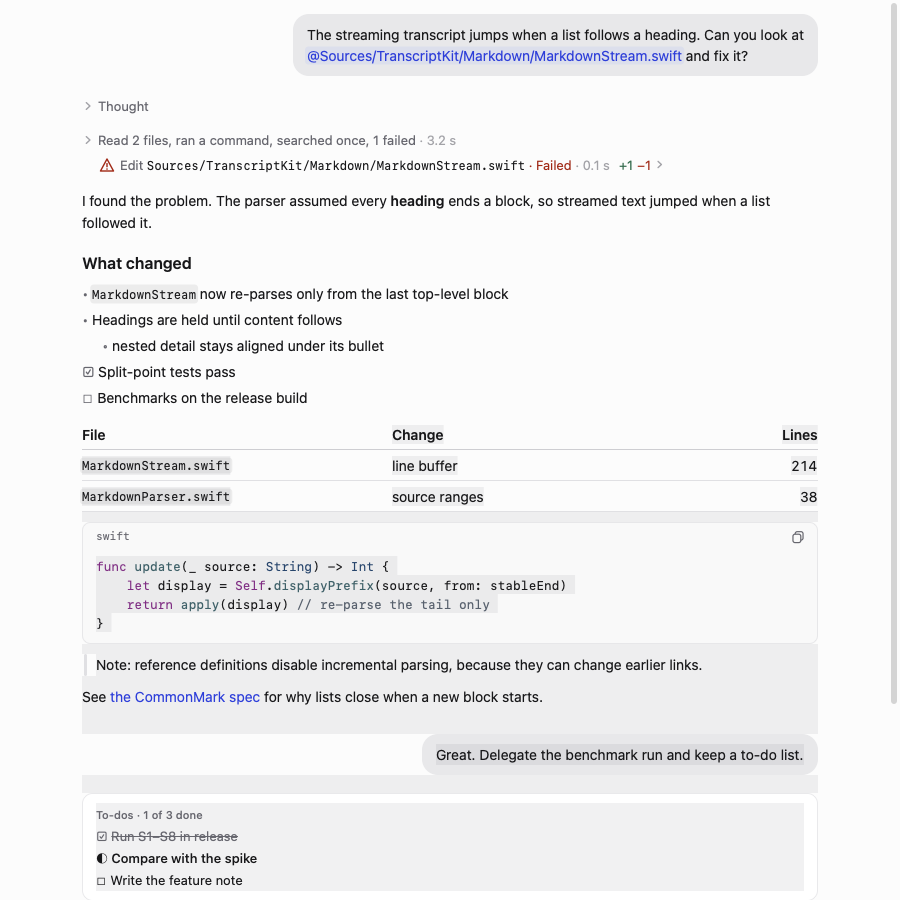 The streaming transcript jumps when a list follows a heading. Can you look at
@Sources/TranscriptKit/Markdown/MarkdownStream.swift and fix it?
Thought
Read 2 files, ran a command, searched once, 1 failed · 3.2 s
Edit Sources/TranscriptKit/Markdown/MarkdownStream.swift · Failed · 0.1 s +1 −1
I found the problem. The parser assumed every heading ends a block, so streamed text jumped when a list
followed it.
What changed
• MarkdownStream now re-parses only from the last top-level block
• Headings are held until content follows
• nested detail stays aligned under its bullet
☑ Split-point tests pass
☐ Benchmarks on the release build
File Change Lines
MarkdownStream.swift line buffer 214
MarkdownParser.swift source ranges 38
swift
func update(_ source: String) -> Int {
    let display = Self.displayPrefix(source, from: stableEnd)
    return apply(display) // re-parse the tail only
}
Note: reference definitions disable incremental parsing, because they can change earlier links.
See the CommonMark spec for why lists close when a new block starts.
Great. Delegate the benchmark run and keep a to-do list.
To-dos · 1 of 3 done
☑ Run S1–S8 in release
◐ Compare with the spike
☐ Write the feature note